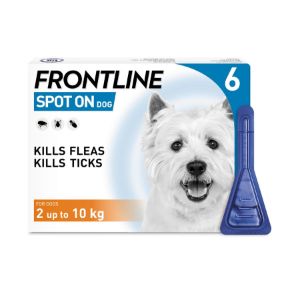 FRONTLINE 6
SPOT ON DOG
KILLS FLEAS
KILLS TICKS
FOR DOGS
2 up to 10 kg